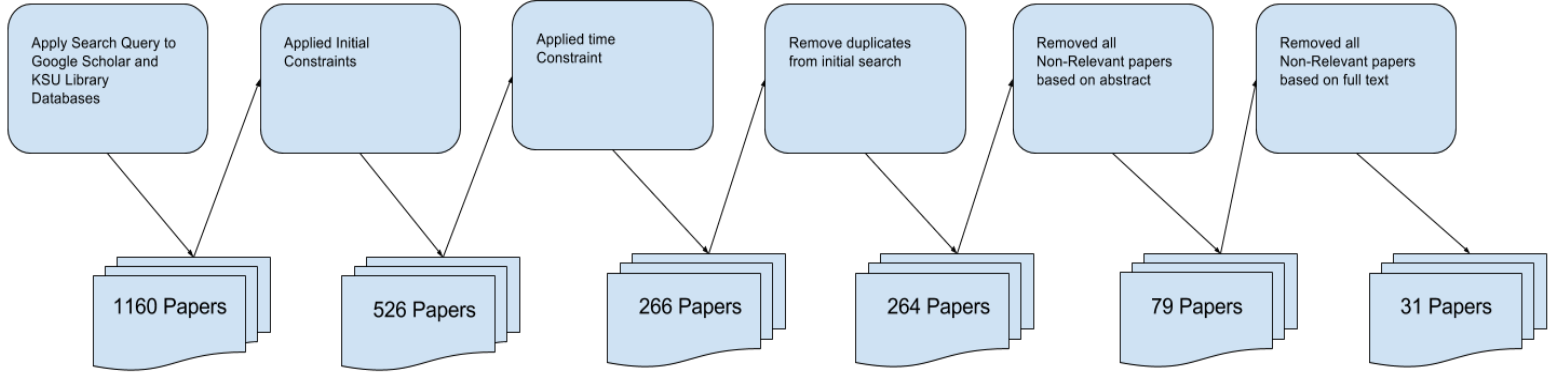 Apply Search Query to
Google Scholar and
KSU Library
Databases
Applied Initial
Constraints
Applied time
Constraint
Remove duplicates
from initial search
Removed all
Non-Relevant papers
based on abstract
Removed all
Non-Relevant papers
based on full text
1160 Papers
526 Papers
266 Papers
264 Papers
79 Papers
31 Papers